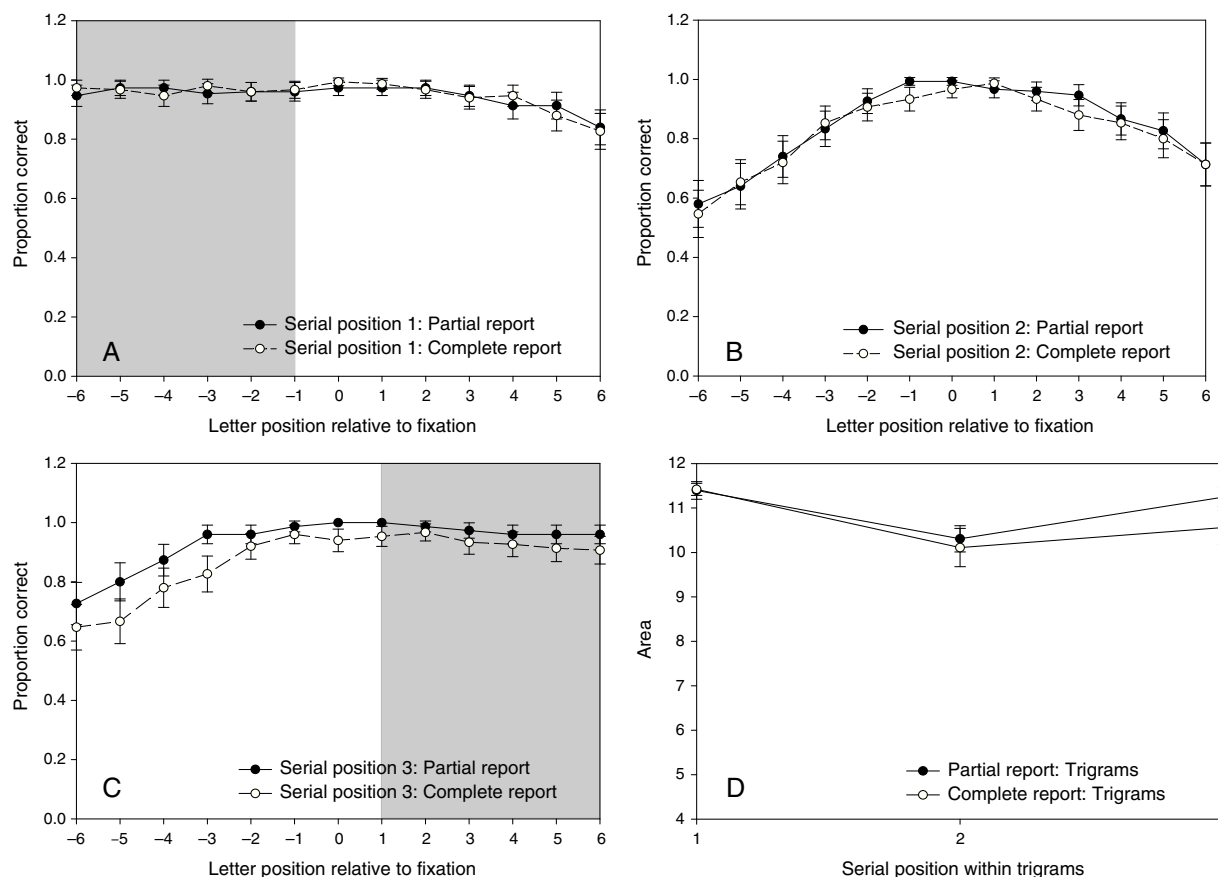 1.2
1.0
0.8
0.6
0.4
0.2
0.0
Proportion correct
Serial position 1: Partial report
Serial position 1: Complete report
A
–6 –5 –4 –3 –2 –1 0 1 2 3 4 5 6
Letter position relative to fixation
1.2
1.0
0.8
0.6
0.4
0.2
0.0
Proportion correct
Serial position 2: Partial report
Serial position 2: Complete report
B
–6 –5 –4 –3 –2 –1 0 1 2 3 4 5 6
Letter position relative to fixation
1.2
1.0
0.8
0.6
0.4
0.2
0.0
Proportion correct
Serial position 3: Partial report
Serial position 3: Complete report
C
–6 –5 –4 –3 –2 –1 0 1 2 3 4 5 6
Letter position relative to fixation
12
11
10
9
8
7
6
5
4
Area
Partial report: Trigrams
Complete report: Trigrams
D
1 2
Serial position within trigrams